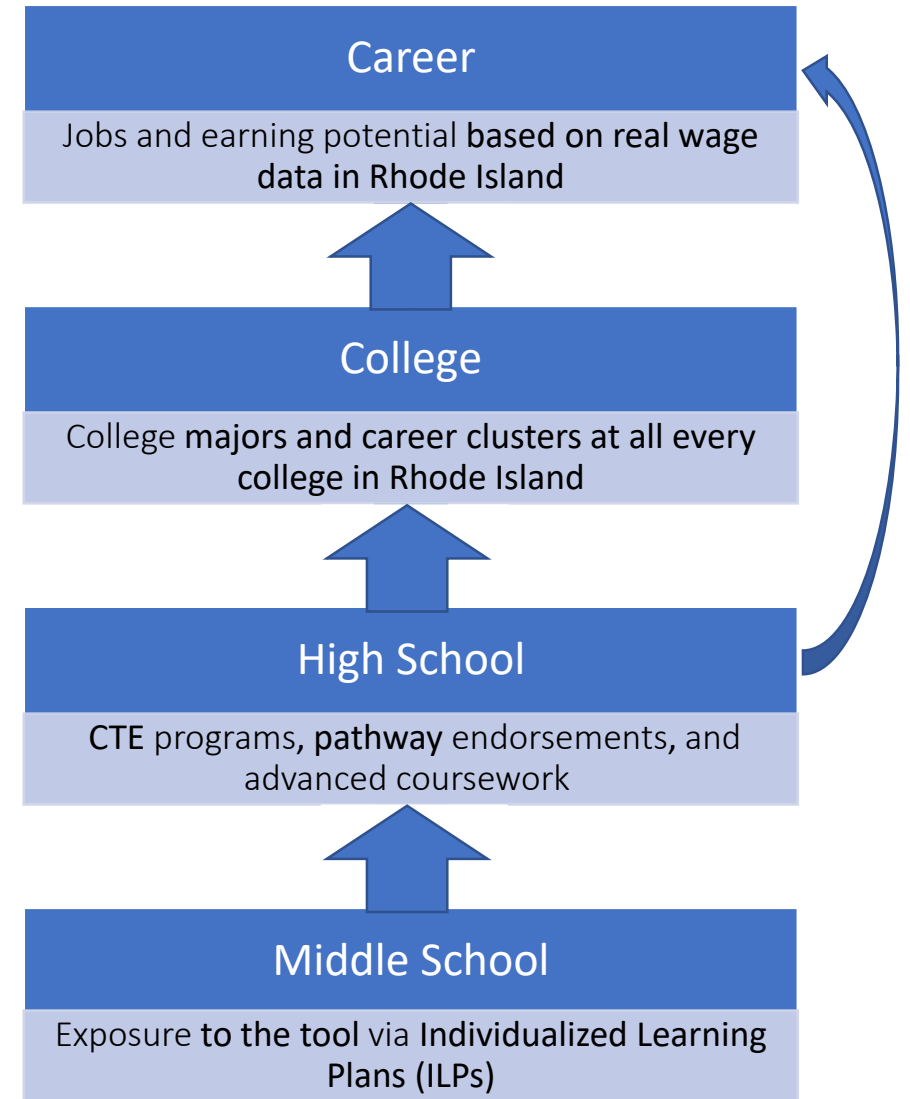 Career
Jobs and earning potential based on real wage
data in Rhode Island
College
College majors and career clusters at all every
college in Rhode Island
High School
CTE programs, pathway endorsements, and
advanced coursework
Middle School
Exposure to the tool via Individualized Learning
Plans (ILPs)